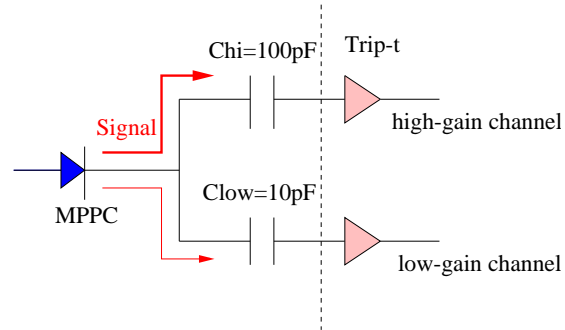 Chi=100pF
Trip-t
Signal
high-gain channel
MPPC
Clow=10pF
low-gain channel